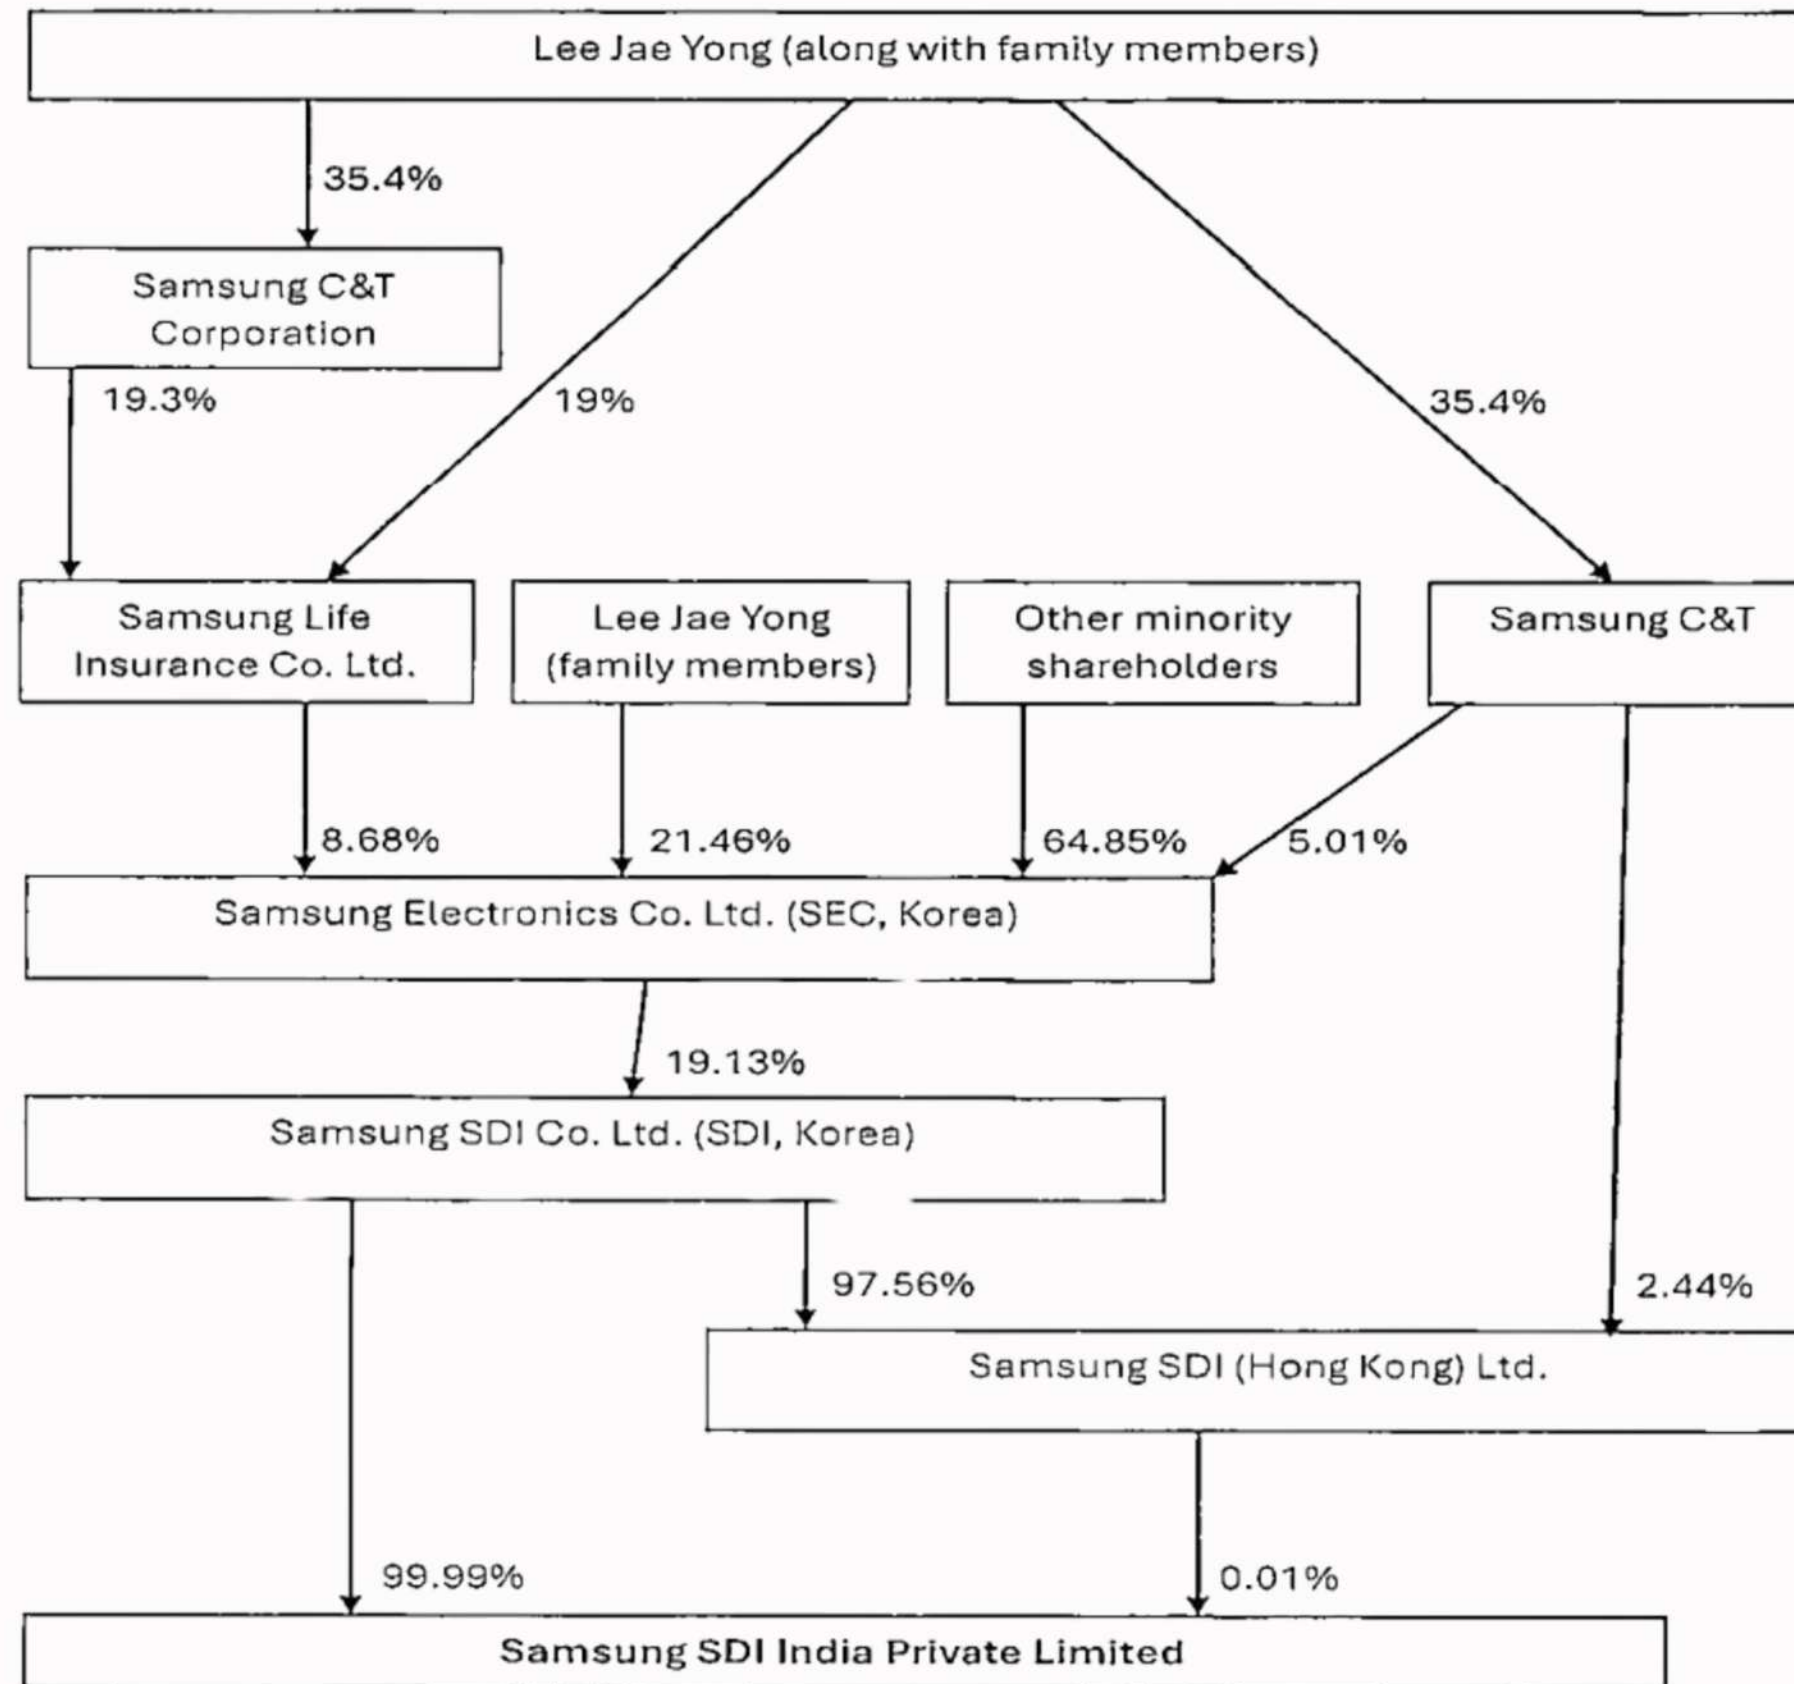 Lee Jae Yong (along with family members)
35.4%
Samsung C&T
Corporation
19.3%
19%
35.4%
Samsung Life
Insurance Co. Ltd.
Lee Jae Yong
(family members)
Other minority
shareholders
Samsung C&T
8.68%
21.46%
64.85%
5.01%
Samsung Electronics Co. Ltd. (SEC, Korea)
19.13%
Samsung SDI Co. Ltd. (SDI, Korea)
97.56%
2.44%
Samsung SDI (Hong Kong) Ltd.
99.99%
0.01%
Samsung SDI India Private Limited